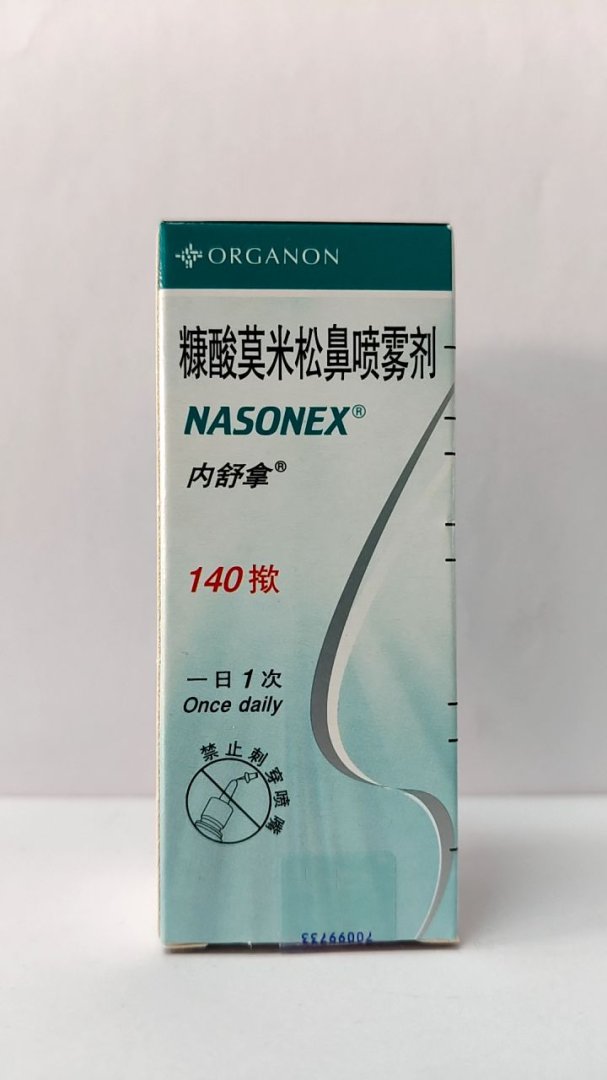 ORGANON
糠酸莫米松鼻喷雾剂
NASONEX®
内舒拿®
140揿
一日1次
Once daily
禁止刺穿喷嘴
70099733